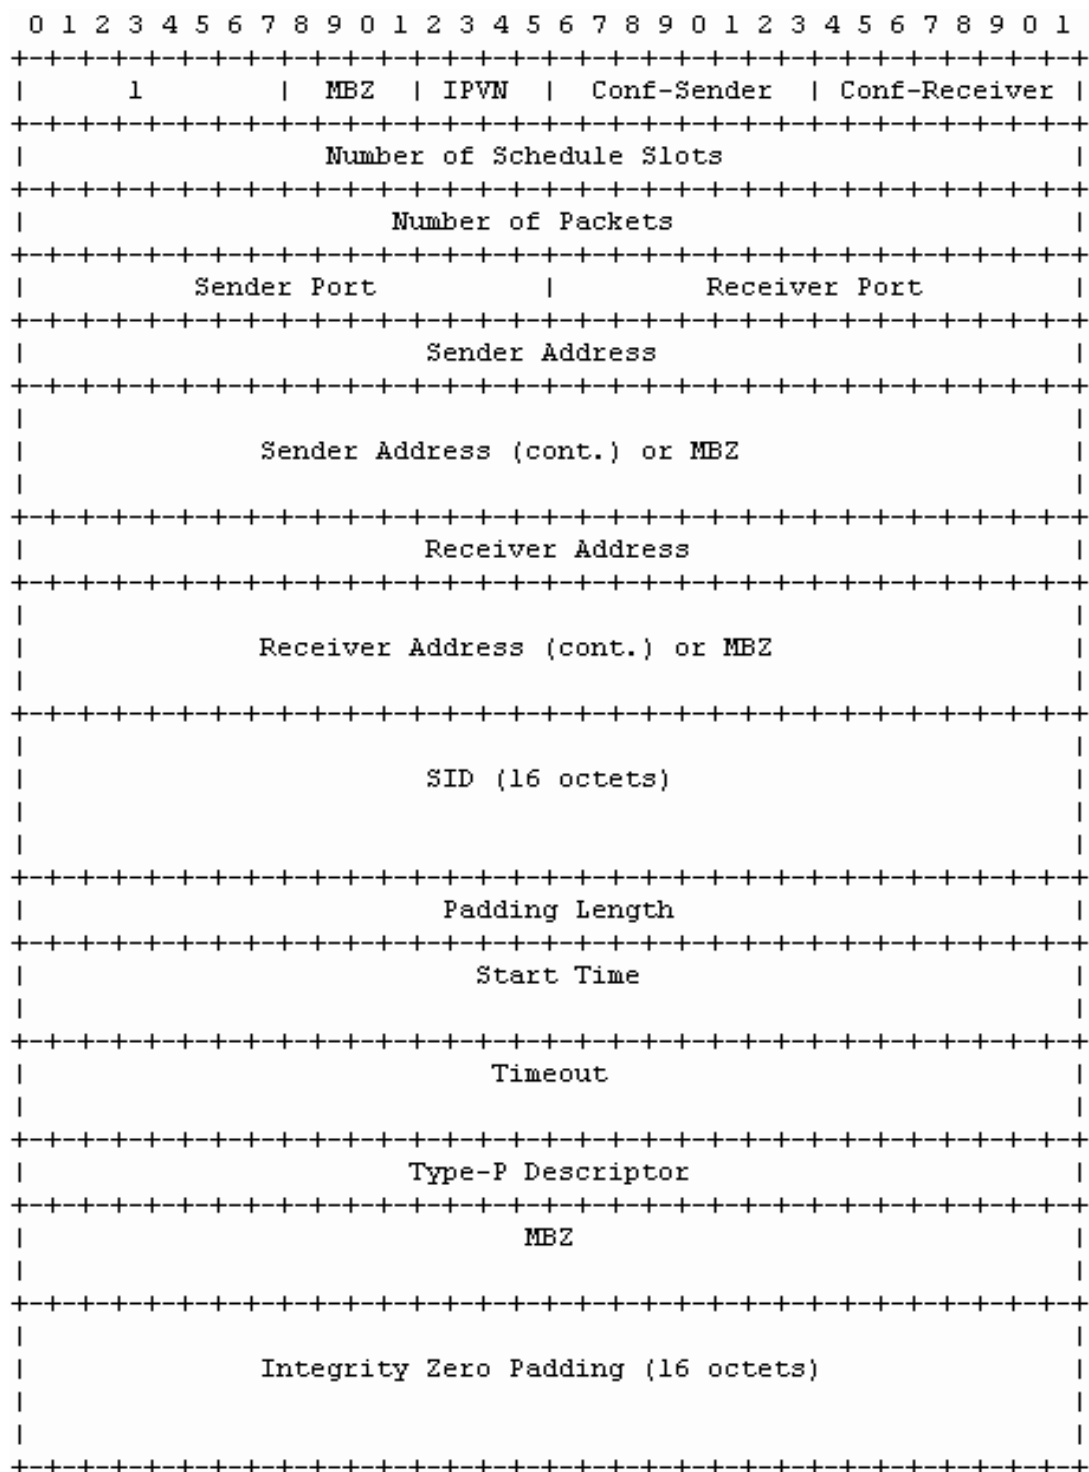 0 1 2 3 4 5 6 7 8 9 0 1 2 3 4 5 6 7 8 9 0 1 2 3 4 5 6 7 8 9 0 1
+-+-+-+-+-+-+-+-+-+-+-+-+-+-+-+-+-+-+-+-+-+-+-+-+-+-+-+-+-+-+-+-+
|      1        |  MBZ  | IPVN  |  Conf-Sender  | Conf-Receiver |
+-+-+-+-+-+-+-+-+-+-+-+-+-+-+-+-+-+-+-+-+-+-+-+-+-+-+-+-+-+-+-+-+
|                  Number of Schedule Slots                     |
+-+-+-+-+-+-+-+-+-+-+-+-+-+-+-+-+-+-+-+-+-+-+-+-+-+-+-+-+-+-+-+-+
|                      Number of Packets                        |
+-+-+-+-+-+-+-+-+-+-+-+-+-+-+-+-+-+-+-+-+-+-+-+-+-+-+-+-+-+-+-+-+
|          Sender Port          |         Receiver Port         |
+-+-+-+-+-+-+-+-+-+-+-+-+-+-+-+-+-+-+-+-+-+-+-+-+-+-+-+-+-+-+-+-+
|                        Sender Address                         |
+-+-+-+-+-+-+-+-+-+-+-+-+-+-+-+-+-+-+-+-+-+-+-+-+-+-+-+-+-+-+-+-+
|                                                               |
|              Sender Address (cont.) or MBZ                    |
|                                                               |
+-+-+-+-+-+-+-+-+-+-+-+-+-+-+-+-+-+-+-+-+-+-+-+-+-+-+-+-+-+-+-+-+
|                        Receiver Address                       |
+-+-+-+-+-+-+-+-+-+-+-+-+-+-+-+-+-+-+-+-+-+-+-+-+-+-+-+-+-+-+-+-+
|                                                               |
|              Receiver Address (cont.) or MBZ                  |
|                                                               |
+-+-+-+-+-+-+-+-+-+-+-+-+-+-+-+-+-+-+-+-+-+-+-+-+-+-+-+-+-+-+-+-+
|                                                               |
|                        SID (16 octets)                        |
|                                                               |
|                                                               |
+-+-+-+-+-+-+-+-+-+-+-+-+-+-+-+-+-+-+-+-+-+-+-+-+-+-+-+-+-+-+-+-+
|                         Padding Length                        |
+-+-+-+-+-+-+-+-+-+-+-+-+-+-+-+-+-+-+-+-+-+-+-+-+-+-+-+-+-+-+-+-+
|                           Start Time                          |
|                                                               |
+-+-+-+-+-+-+-+-+-+-+-+-+-+-+-+-+-+-+-+-+-+-+-+-+-+-+-+-+-+-+-+-+
|                            Timeout                            |
|                                                               |
+-+-+-+-+-+-+-+-+-+-+-+-+-+-+-+-+-+-+-+-+-+-+-+-+-+-+-+-+-+-+-+-+
|                       Type-P Descriptor                       |
+-+-+-+-+-+-+-+-+-+-+-+-+-+-+-+-+-+-+-+-+-+-+-+-+-+-+-+-+-+-+-+-+
|                              MBZ                              |
|                                                               |
+-+-+-+-+-+-+-+-+-+-+-+-+-+-+-+-+-+-+-+-+-+-+-+-+-+-+-+-+-+-+-+-+
|                                                               |
|              Integrity Zero Padding (16 octets)               |
|                                                               |
|                                                               |
+-+-+-+-+-+-+-+-+-+-+-+-+-+-+-+-+-+-+-+-+-+-+-+-+-+-+-+-+-+-+-+-+